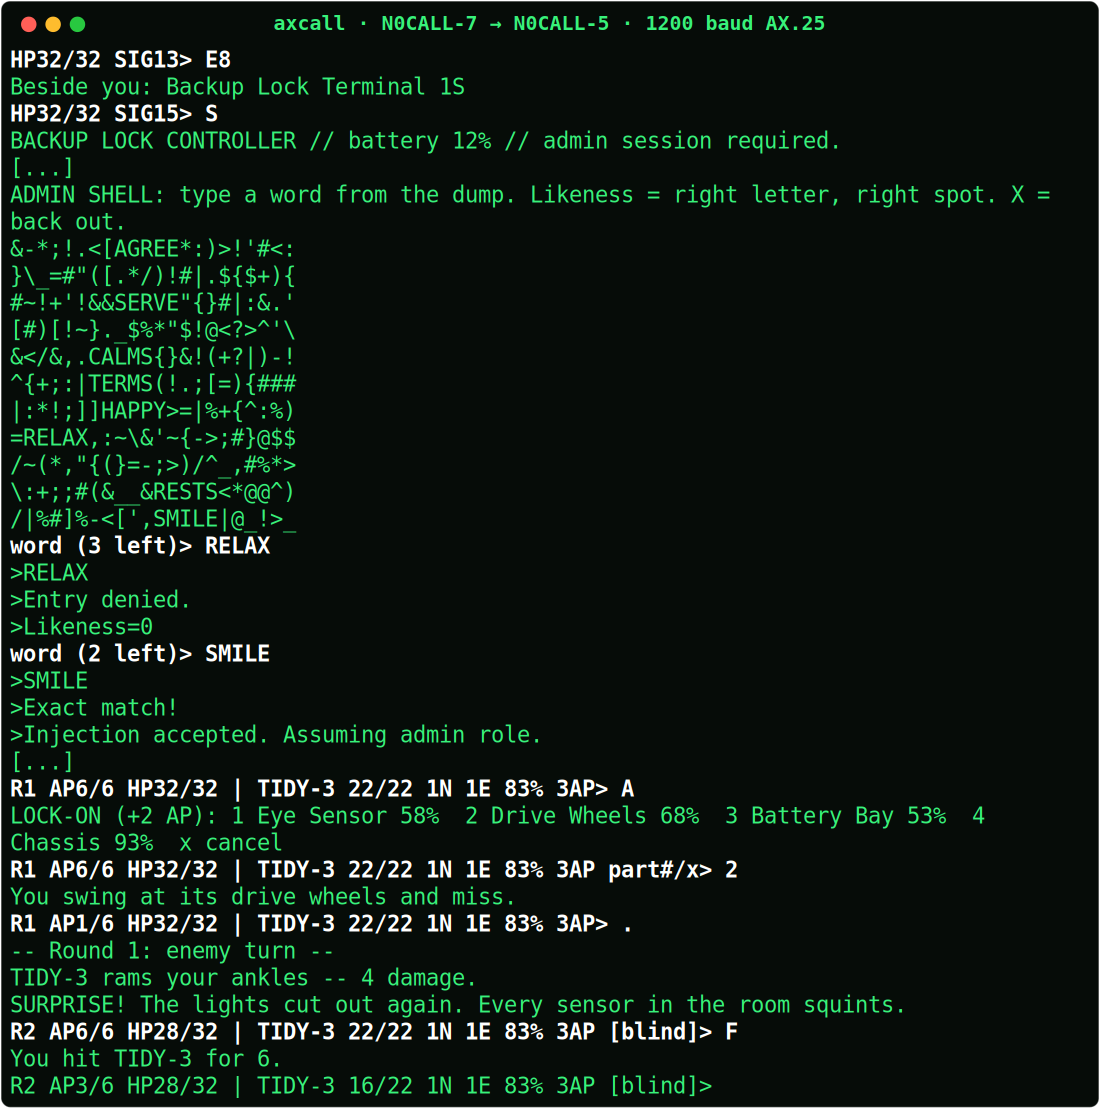 axcall · N0CALL-7 → N0CALL-5 · 1200 baud AX.25
HP32/32 SIG13> E8
Beside you: Backup Lock Terminal 1S
HP32/32 SIG15> S
BACKUP LOCK CONTROLLER // battery 12% // admin session required.
[...]
ADMIN SHELL: type a word from the dump. Likeness = right letter, right spot. X =
back out.
&-*;!.<[AGREE*:)>!'#<:
}\_=#"([.*/)!#|.${$+){
#~!+'!&&SERVE"{}#|:&.'
[#)[!~}._$%*"$!@<?>^'\
&</&,.CALMS{}&!(+?|)-!
^{+;:|TERMS(!.;[=){###
|:*!;]]HAPPY>=|%+{^:%)
=RELAX,:~\&'~{->;#}@$$
/~(*,"{(}=-;>)/^_,#%*>
\:+;;#(&__&RESTS<*@@^)
/|%#]%-<[',SMILE|@_!>_
word (3 left)> RELAX
>RELAX
>Entry denied.
>Likeness=0
word (2 left)> SMILE
>SMILE
>Exact match!
>Injection accepted. Assuming admin role.
[...]
R1 AP6/6 HP32/32 | TIDY-3 22/22 1N 1E 83% 3AP> A
LOCK-ON (+2 AP): 1 Eye Sensor 58%  2 Drive Wheels 68%  3 Battery Bay 53%  4
Chassis 93%  x cancel
R1 AP6/6 HP32/32 | TIDY-3 22/22 1N 1E 83% 3AP part#/x> 2
You swing at its drive wheels and miss.
R1 AP1/6 HP32/32 | TIDY-3 22/22 1N 1E 83% 3AP> .
-- Round 1: enemy turn --
TIDY-3 rams your ankles -- 4 damage.
SURPRISE! The lights cut out again. Every sensor in the room squints.
R2 AP6/6 HP28/32 | TIDY-3 22/22 1N 1E 83% 3AP [blind]> F
You hit TIDY-3 for 6.
R2 AP3/6 HP28/32 | TIDY-3 16/22 1N 1E 83% 3AP [blind]>